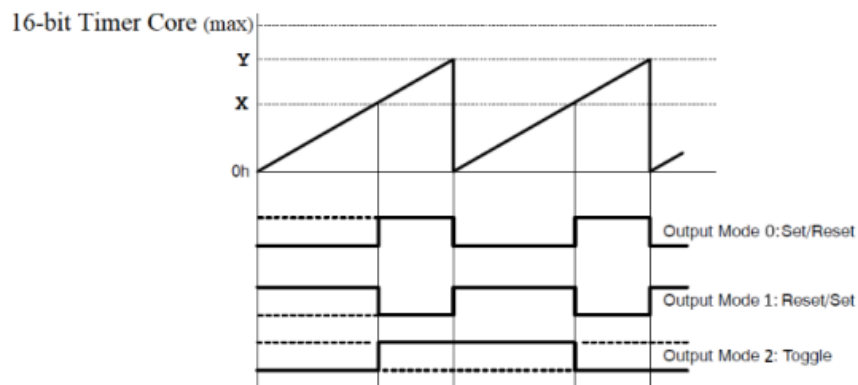 16-bit Timer Core (max)
Y
X
0h
Output Mode 0:Set/Reset
Output Mode 1: Reset/Set
Output Mode 2: Toggle